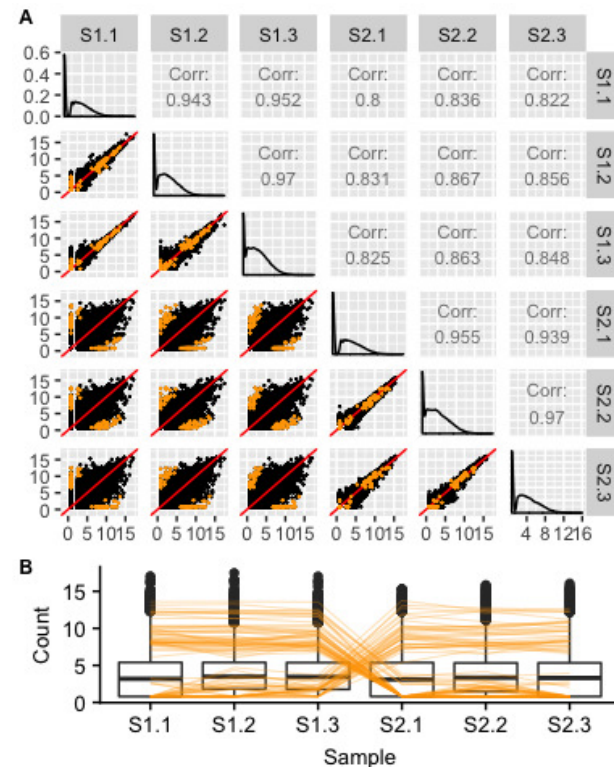 A
S1.1 S1.2 S1.3 S2.1 S2.2 S2.3
0.6
0.4
0.2
0.0
Corr: Corr: Corr: Corr: Corr:
0.943 0.952 0.8 0.836 0.822
S1.1
15
10
5
0
Corr: Corr: Corr: Corr:
0.97 0.831 0.867 0.856
S1.2
15
10
5
0
Corr: Corr: Corr:
0.825 0.863 0.848
S1.3
15
10
5
0
Corr: Corr:
0.955 0.939
S2.1
15
10
5
0
Corr:
0.97
S2.2
15
10
5
0
S2.3
0 5 1015 0 5 1015 0 5 1015 0 5 1015 0 5 1015 4 8 1216
B
15
10
5
0
Count
S1.1 S1.2 S1.3 S2.1 S2.2 S2.3
Sample